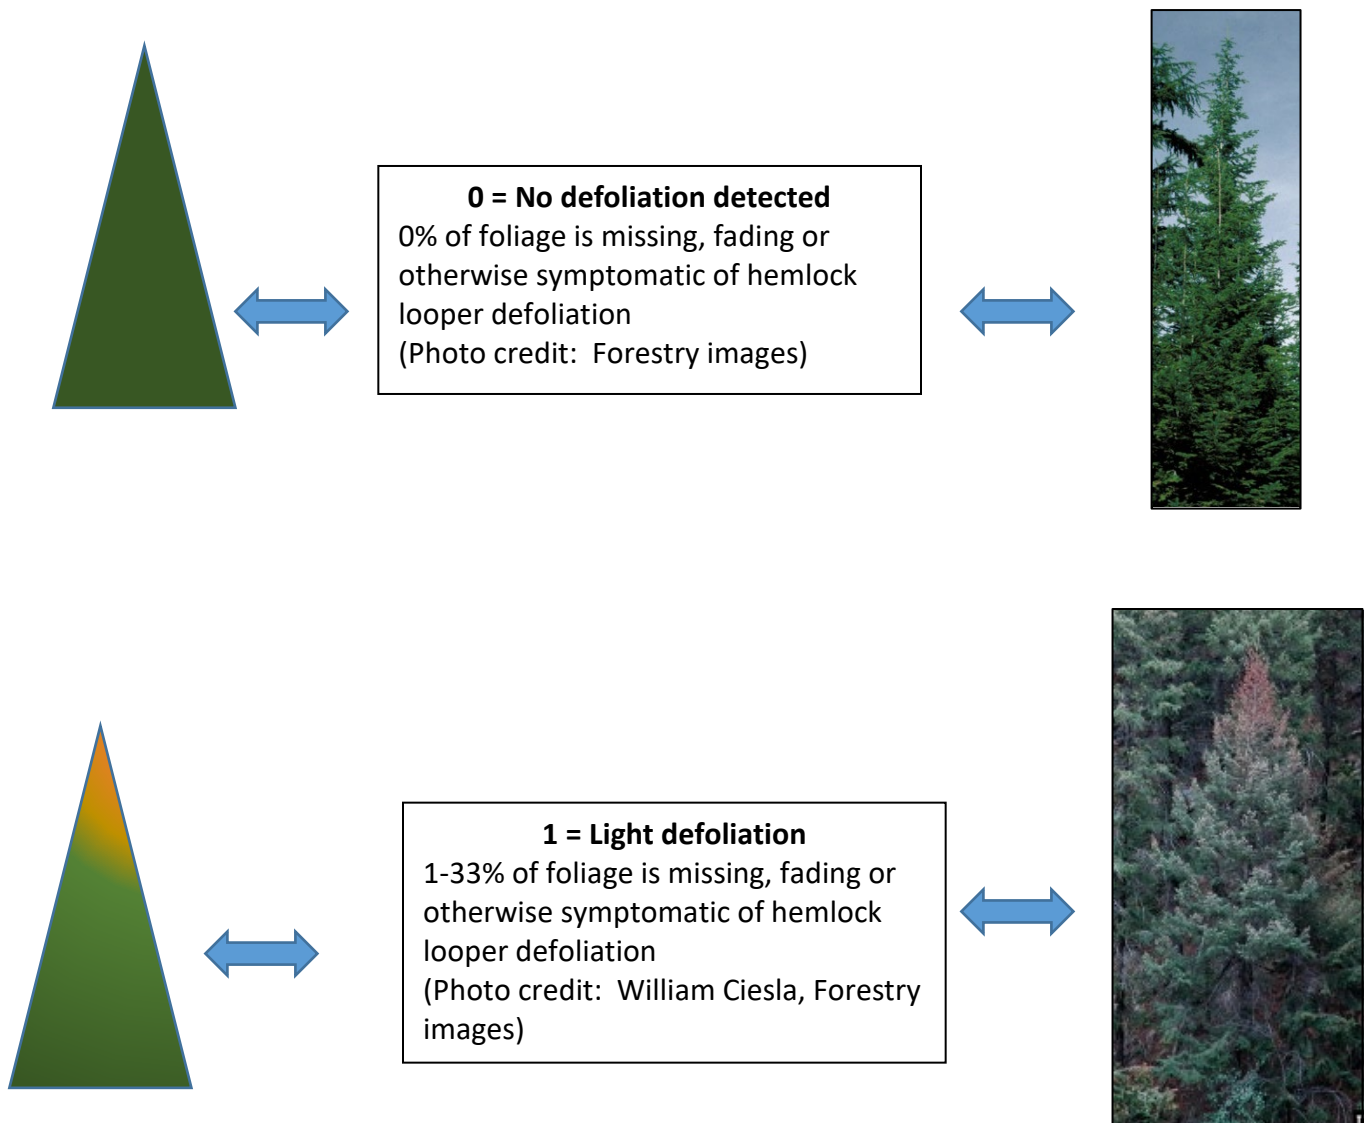 0 = No defoliation detected
0% of foliage is missing, fading or
otherwise symptomatic of hemlock
looper defoliation
(Photo credit:  Forestry images)
1 = Light defoliation
1-33% of foliage is missing, fading or
otherwise symptomatic of hemlock
looper defoliation
(Photo credit:  William Ciesla, Forestry
images)